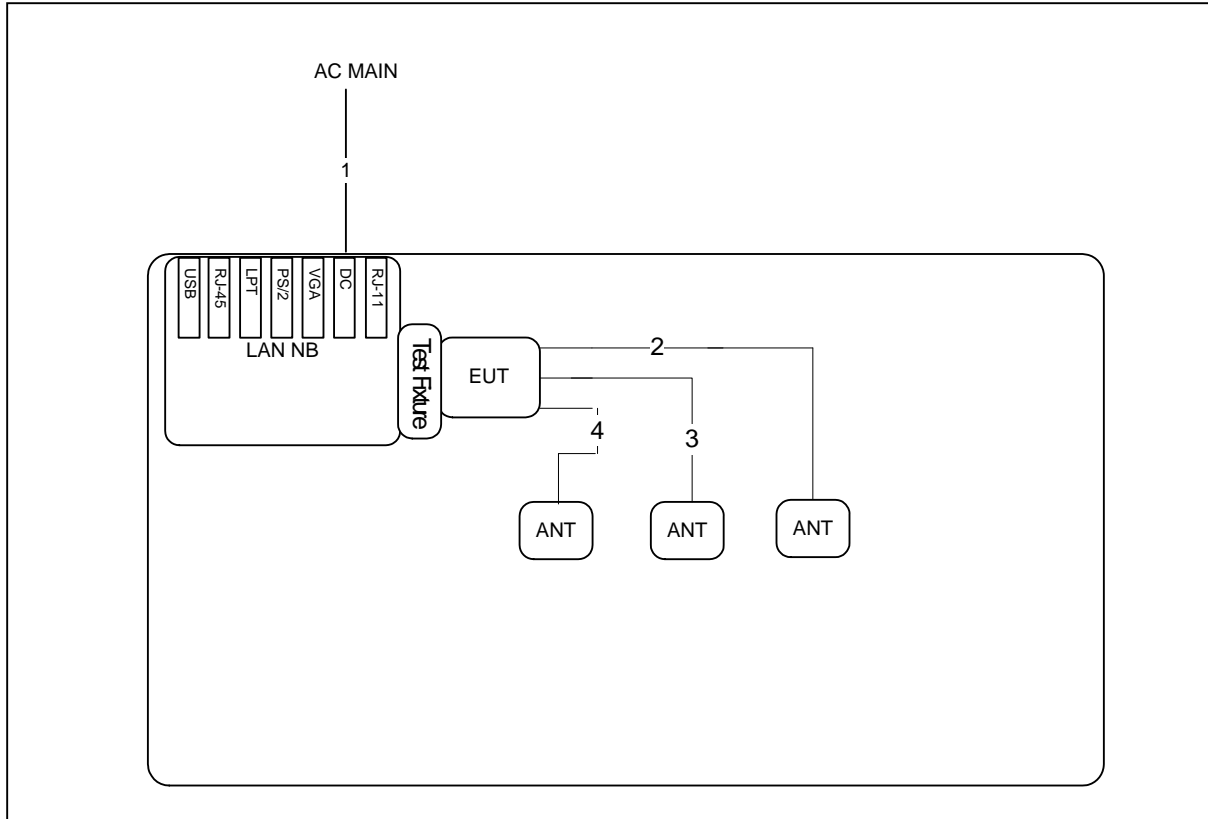 AC MAIN
1
USB
RJ-45
LPT
PS/2
VGA
DC
RJ-11
LAN NB
Test Fixture
EUT
2
3
4
ANT
ANT
ANT